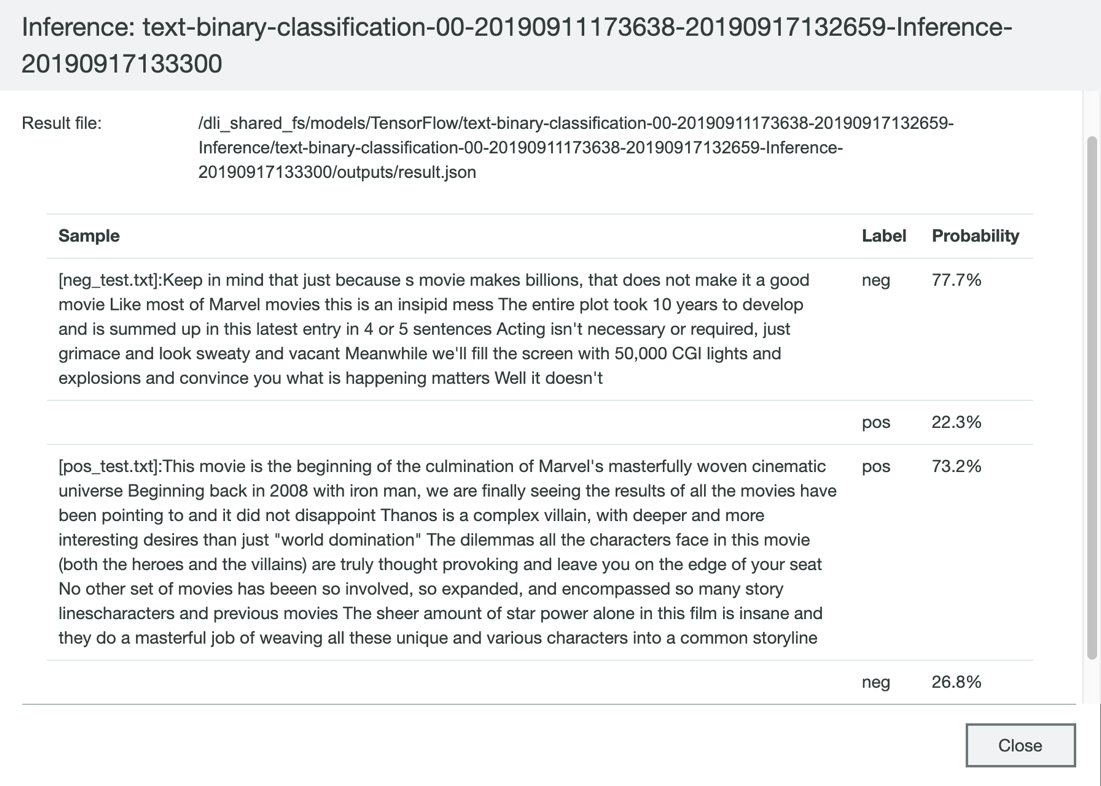 Inference: text-binary-classification-00-20190911173638-20190917132659-Inference-
20190917133300
Result file:
/dli_shared_fs/models/TensorFlow/text-binary-classification-00-20190911173638-20190917132659-
Inference/text-binary-classification-00-20190911173638-20190917132659-Inference-
20190917133300/outputs/result.json
Sample Label Probability
[neg_test.txt]:Keep in mind that just because s movie makes billions, that does not make it a good neg 77.7%
movie Like most of Marvel movies this is an insipid mess The entire plot took 10 years to develop
and is summed up in this latest entry in 4 or 5 sentences Acting isn't necessary or required, just
grimace and look sweaty and vacant Meanwhile we'll fill the screen with 50,000 CGI lights and
explosions and convince you what is happening matters Well it doesn't
pos 22.3%
[pos_test.txt]:This movie is the beginning of the culmination of Marvel's masterfully woven cinematic pos 73.2%
universe Beginning back in 2008 with iron man, we are finally seeing the results of all the movies have
been pointing to and it did not disappoint Thanos is a complex villain, with deeper and more
interesting desires than just "world domination" The dilemmas all the characters face in this movie
(both the heroes and the villains) are truly thought provoking and leave you on the edge of your seat
No other set of movies has beeen so involved, so expanded, and encompassed so many story
linescharacters and previous movies The sheer amount of star power alone in this film is insane and
they do a masterful job of weaving all these unique and various characters into a common storyline
neg 26.8%
Close